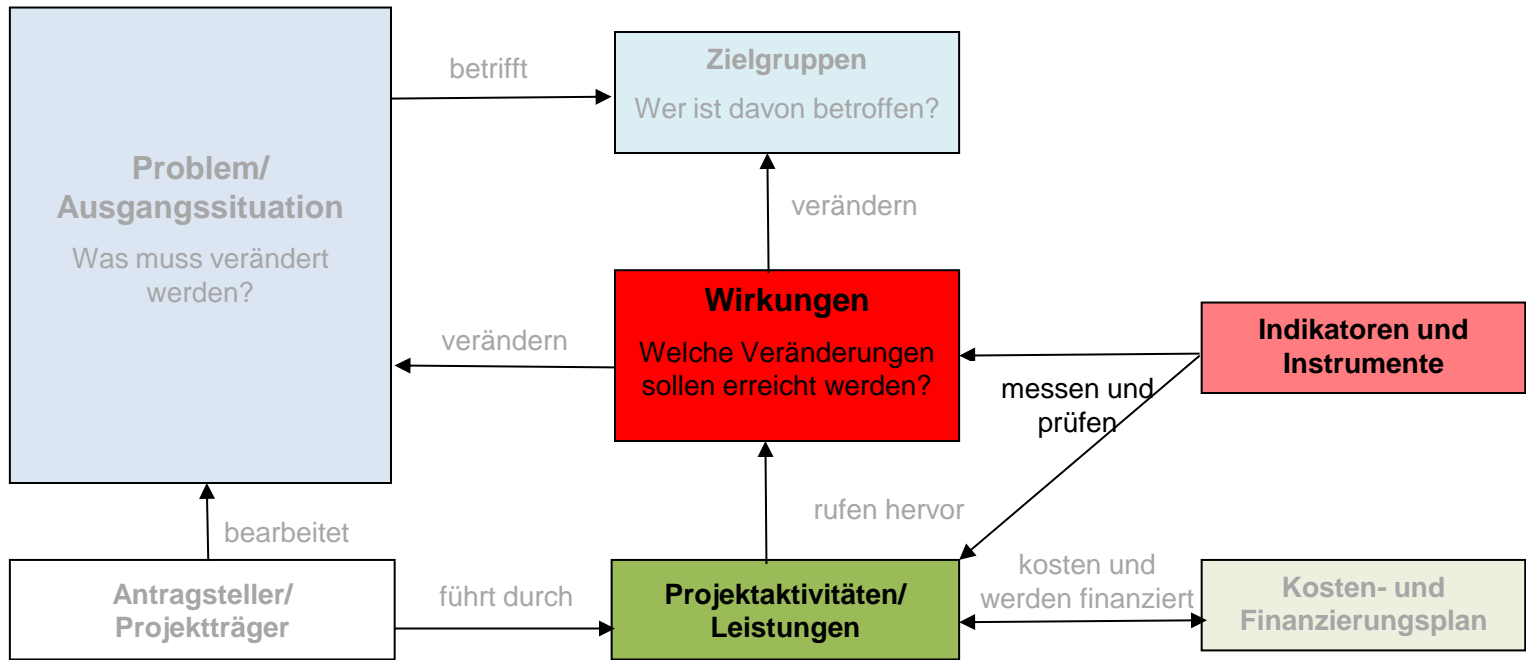 betrifft
Zielgruppen
Wer ist davon betroffen?
Problem/
Ausgangssituation
Was muss verändert
werden?
verändern
Wirkungen
Welche Veränderungen
sollen erreicht werden?
verändern
Indikatoren und
Instrumente
messen und
prüfen
rufen hervor
bearbeitet
Antragsteller/
Projektträger
führt durch
Projektaktivitäten/
Leistungen
kosten und
werden finanziert
Kosten- und
Finanzierungsplan